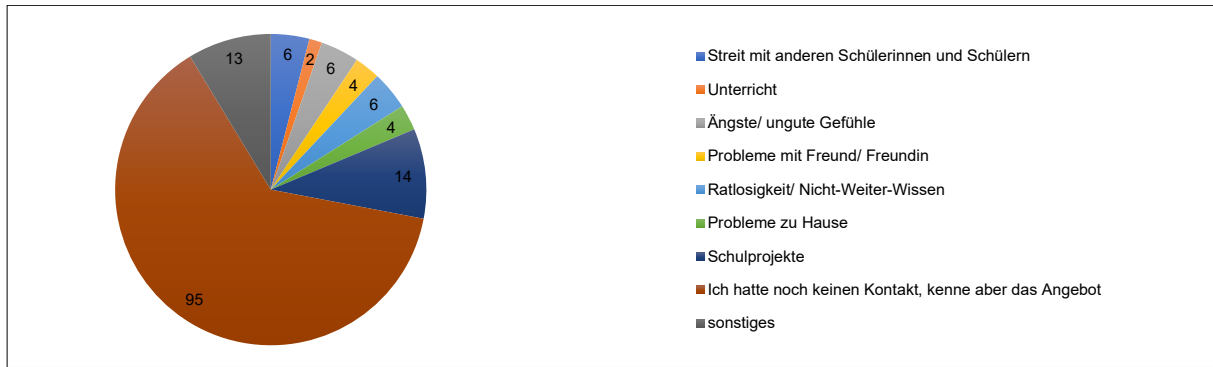 6
2
6
4
6
4
14
95
13
Streit mit anderen Schülerinnen und Schülern
Unterricht
Ängste/ ungute Gefühle
Probleme mit Freund/ Freundin
Ratlosigkeit/ Nicht-Weiter-Wissen
Probleme zu Hause
Schulprojekte
Ich hatte noch keinen Kontakt, kenne aber das Angebot
sonstiges